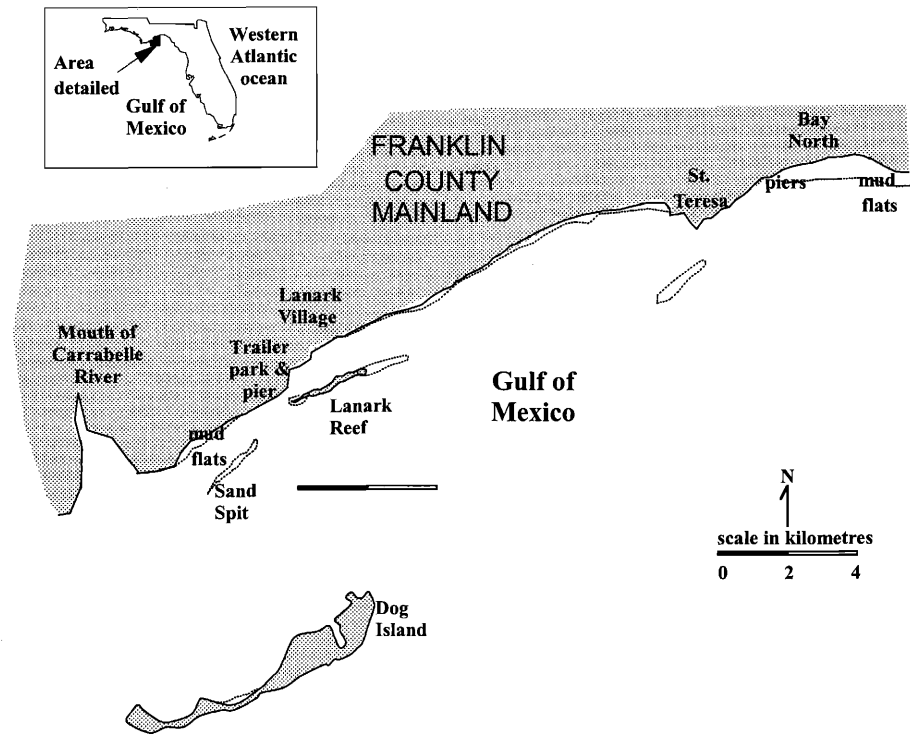 Western
Atlantic
ocean
Area
detailed
Gulf of
Mexico
FRANKLIN
COUNTY
MAINLAND
Bay
North
St.
Teresa
piers
mud
flats
Lanark
Village
Mouth of
Carrabelle
River
Trailer
park &
pier
Lanark
Reef
Gulf of
Mexico
mud
flats
Sand
Spit
N
scale in kilometres
0 2 4
Dog
Island